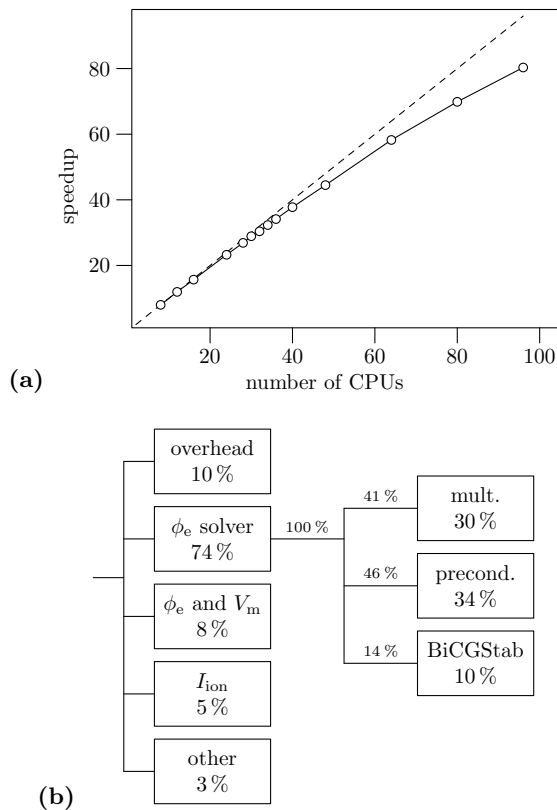 80
60
40
20
speedup
20 40 60 80 100
number of CPUs
(a)
overhead
10 %
ϕe solver
74 %
100 %
ϕe and Vm
8 %
Iion
5 %
other
3 %
41 %
mult.
30 %
46 %
precond.
34 %
14 %
BiCGStab
10 %
(b)